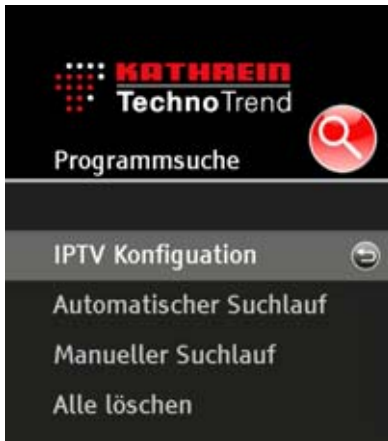 KATHREIN
TechnoTrend
Programmsuche
IPTV Konfiguation
Automatischer Suchlauf
Manueller Suchlauf
Alle löschen